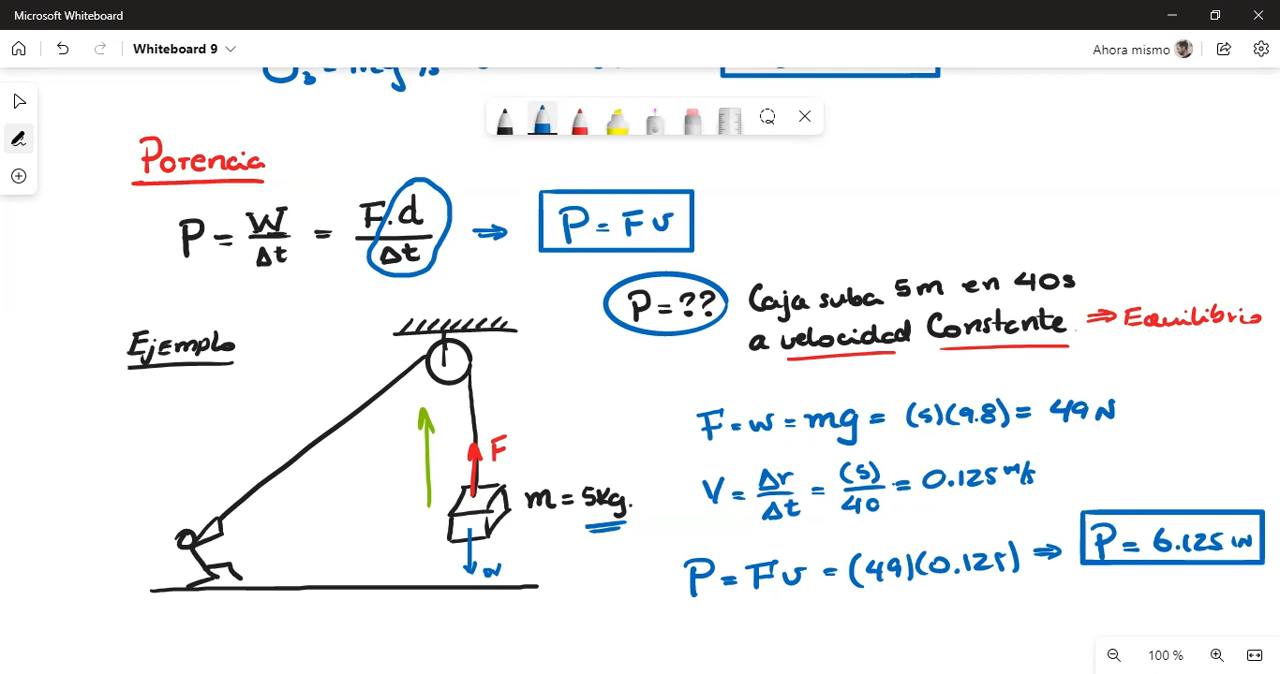 Microsoft Whiteboard
Whiteboard 9
Ahora mismo
Potencia
P = W/Δt = F.d/Δt ⇒ P = Fv
P = ?? Caja suba 5m en 40s
a velocidad Constante. ⇒ Equilibrio
Ejemplo
F = w = mg = (5)(9.8) = 49 N
F
V = Δr/Δt = (5)/40 = 0.125 m/s
m = 5kg.
w
P = Fv = (49)(0.125) ⇒ P = 6.125 W
100 %